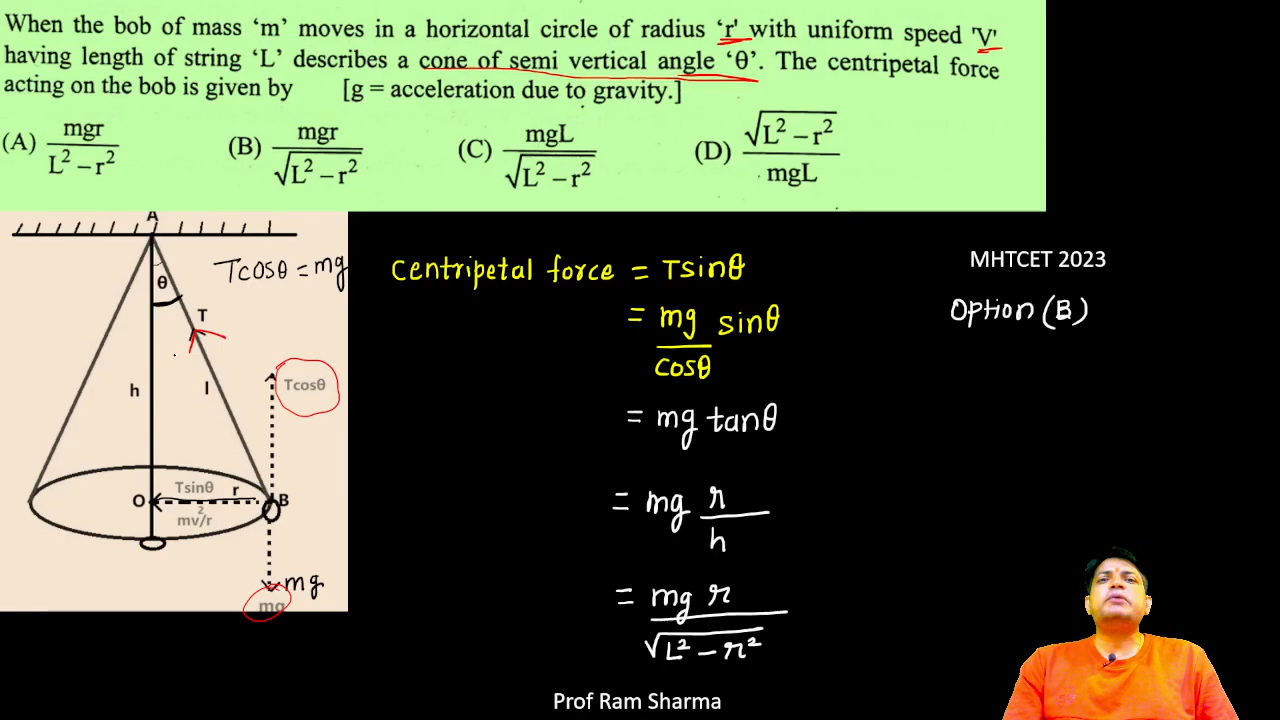 When the bob of mass ‘m’ moves in a horizontal circle of radius ‘r' with uniform speed 'V'
having length of string ‘L’ describes a cone of semi vertical angle ‘θ’. The centripetal force
acting on the bob is given by [g = acceleration due to gravity.]
(A) mgr / L² – r²
(B) mgr / √L² – r²
(C) mgL / √L² – r²
(D) √L² – r² / mgL
A
θ
Tcosθ = mg
T
h
l
Tcosθ
Tsinθ
r
O
B
mv²/r
mg
mg
Centripetal force = Tsinθ
= mg / cosθ sinθ
= mg tanθ
= mg r / h
= mg r / √L² – r²
MHTCET 2023
Option (B)
Prof Ram Sharma